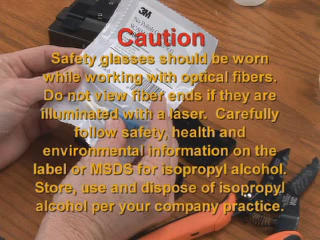 3M
Caution
Safety glasses should be worn
while working with optical fibers.
Do not view fiber ends if they are
illuminated with a laser. Carefully
follow safety, health and
environmental information on the
label or MSDS for isopropyl alcohol.
Store, use and dispose of isopropyl
alcohol per your company practice.